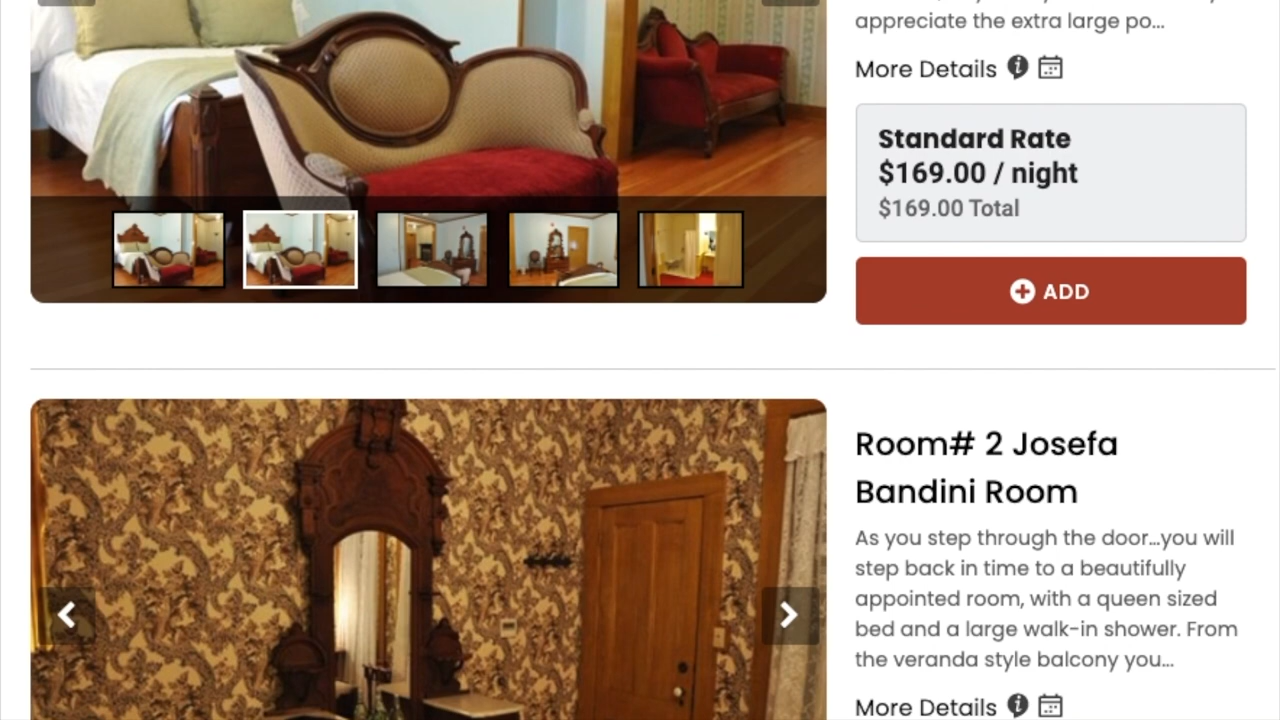 appreciate the extra large po...
More Details
Standard Rate
$169.00 / night
$169.00 Total
ADD
Room# 2 Josefa
Bandini Room
As you step through the door...you will
step back in time to a beautifully
appointed room, with a queen sized
bed and a large walk-in shower. From
the veranda style balcony you...
More Details